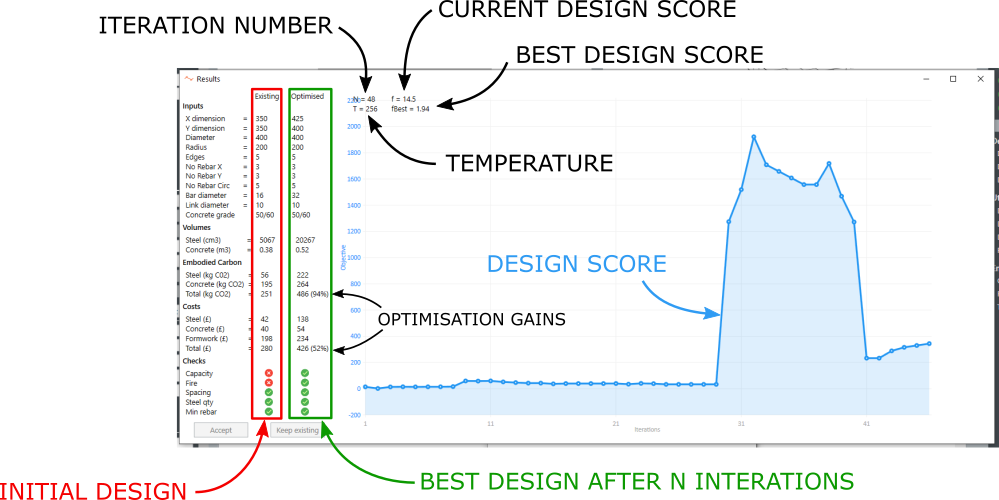 CURRENT DESIGN SCORE
ITERATION NUMBER
BEST DESIGN SCORE
Results
Existing Optimised
N = 48 f = 14.5
T = 256 fBest = 1.94
TEMPERATURE
Inputs
X dimension = 350 425
Y dimension = 350 400
Diameter = 400 400
Radius = 200 200
Edges = 5 5
No Rebar X = 3 3
No Rebar Y = 3 3
No Rebar Circ = 5 5
Bar diameter = 16 32
Link diameter = 10 10
Concrete grade 50/60 50/60
Volumes
Steel (cm3) = 5067 20267
Concrete (m3) = 0.38 0.52
Embodied Carbon
Steel (kg C02) = 56 222
Concrete (kg CO2) = 195 264
Total (kg CO2) = 251 486 (94%)
Costs
Steel (£) = 42 138
Concrete (£) = 40 54
Formwork (£) = 198 234
Total (£) = 280 426 (52%)
Checks
Capacity
Fire
Spacing
Steel qty
Min rebar
Accept Keep existing
2200
2000
1800
1600
1400
1200
1000
800
600
400
200
0
-200
Objective
1 11 21 31 41
Iterations
DESIGN SCORE
OPTIMISATION GAINS
INITIAL DESIGN
BEST DESIGN AFTER N INTERATIONS